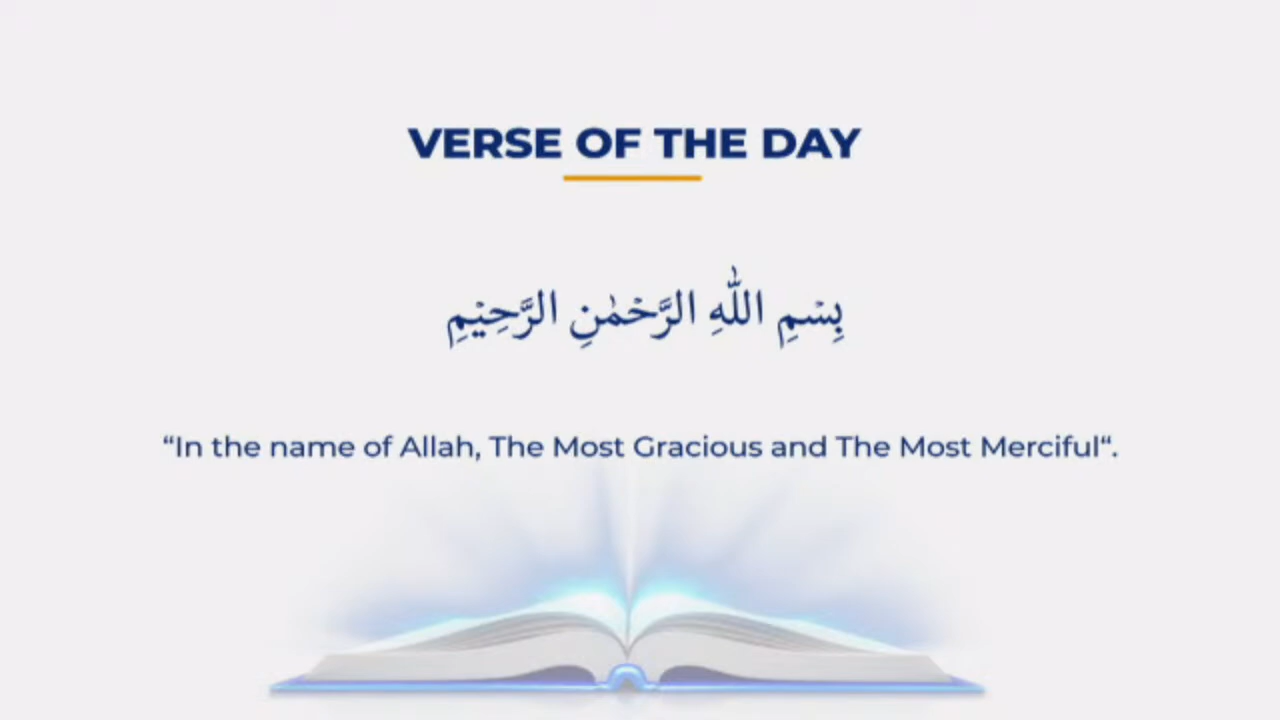 VERSE OF THE DAY
بِسْمِ اللّٰهِ الرَّحْمٰنِ الرَّحِيْمِ
“In the name of Allah, The Most Gracious and The Most Merciful“.